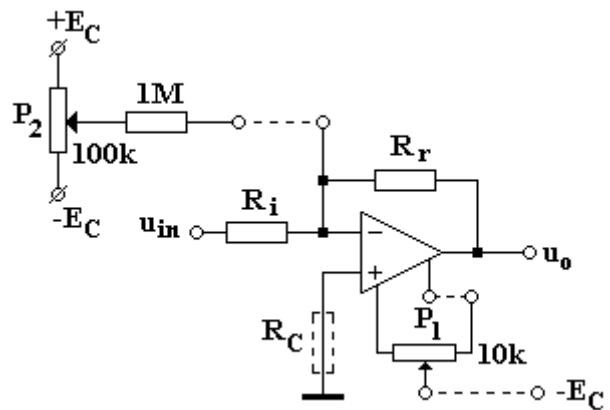 +E_C
1M
P_2
100k
-E_C
R_r
R_i
u_in
−
+
u_o
R_C
P_1
10k
-E_C